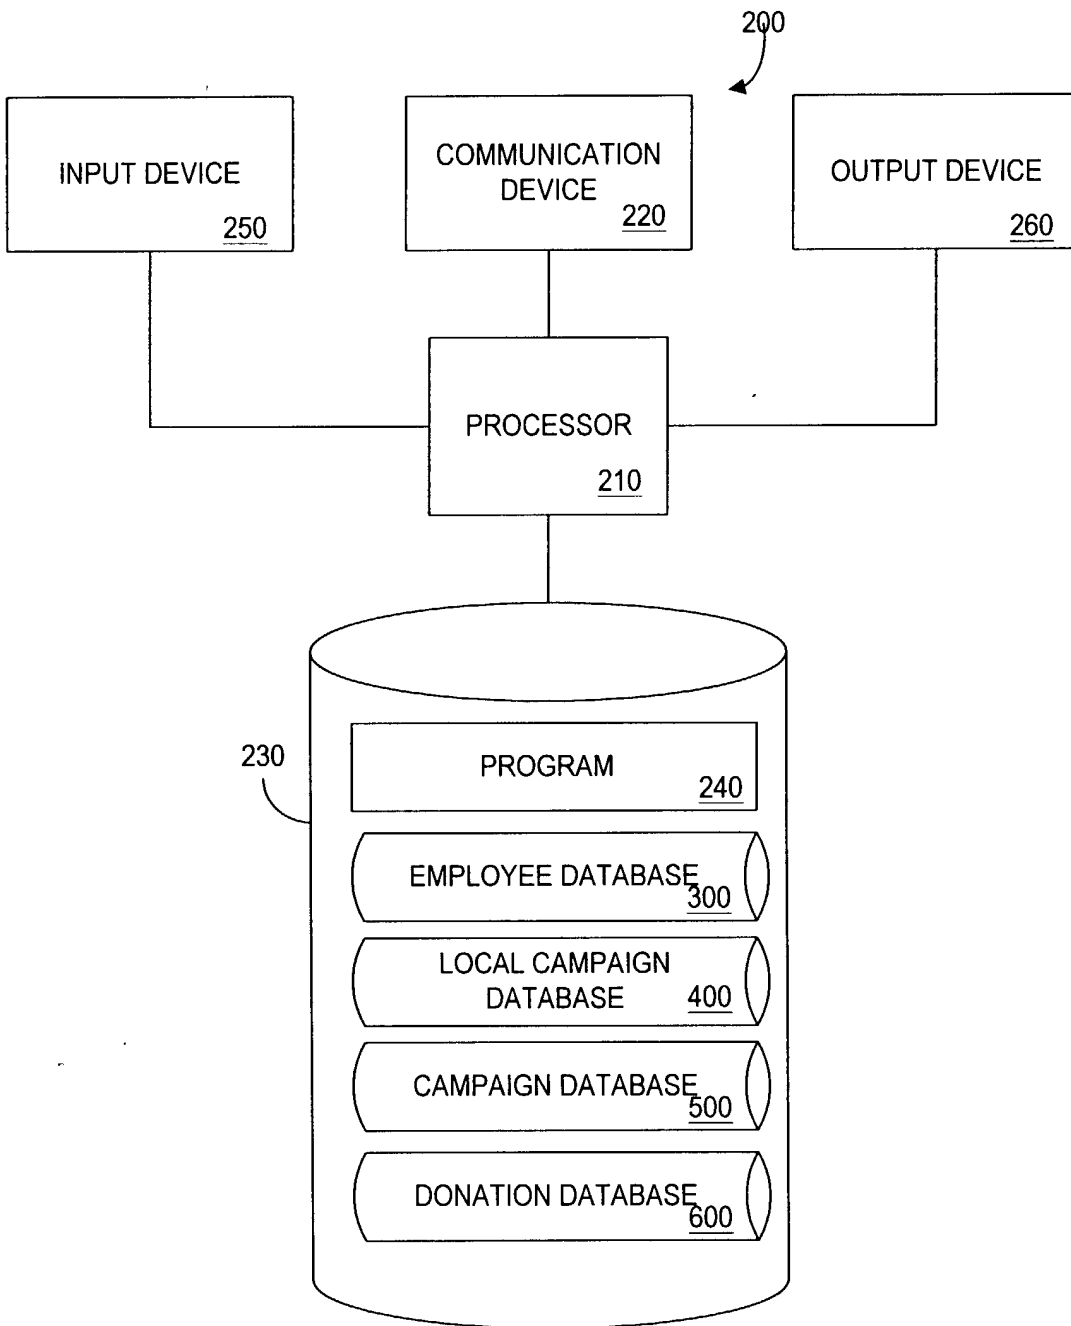 200
INPUT DEVICE
250
COMMUNICATION
DEVICE
220
OUTPUT DEVICE
260
PROCESSOR
210
230
PROGRAM
240
EMPLOYEE DATABASE
300
LOCAL CAMPAIGN
DATABASE
400
CAMPAIGN DATABASE
500
DONATION DATABASE
600